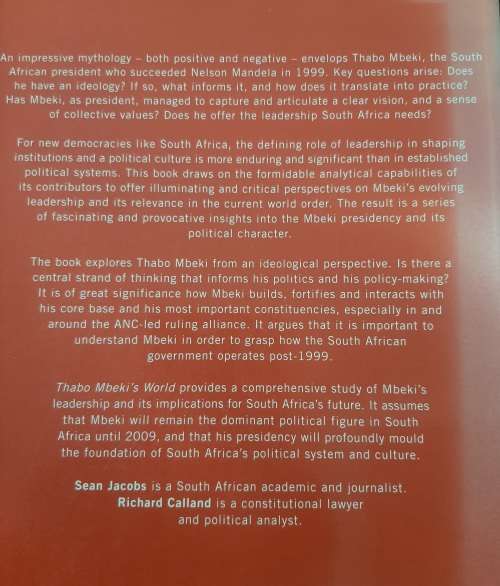 An impressive mythology – both positive and negative – envelops Thabo Mbeki, the South
African president who succeeded Nelson Mandela in 1999. Key questions arise: Does
he have an ideology? If so, what informs it, and how does it translate into practice?
Has Mbeki, as president, managed to capture and articulate a clear vision, and a sense
of collective values? Does he offer the leadership South Africa needs?
For new democracies like South Africa, the defining role of leadership in shaping
institutions and a political culture is more enduring and significant than in established
political systems. This book draws on the formidable analytical capabilities of
its contributors to offer illuminating and critical perspectives on Mbeki's evolving
leadership and its relevance in the current world order. The result is a series
of fascinating and provocative insights into the Mbeki presidency and its
political character.
The book explores Thabo Mbeki from an ideological perspective. Is there a
central strand of thinking that informs his politics and his policy-making?
It is of great significance how Mbeki builds, fortifies and interacts with
his core base and his most important constituencies, especially in and
around the ANC-led ruling alliance. It argues that it is important to
understand Mbeki in order to grasp how the South African
government operates post-1999.
Thabo Mbeki's World provides a comprehensive study of Mbeki's
leadership and its implications for South Africa's future. It assumes
that Mbeki will remain the dominant political figure in South
Africa until 2009, and that his presidency will profoundly mould
the foundation of South Africa's political system and culture.
Sean Jacobs is a South African academic and journalist.
Richard Calland is a constitutional lawyer
and political analyst.